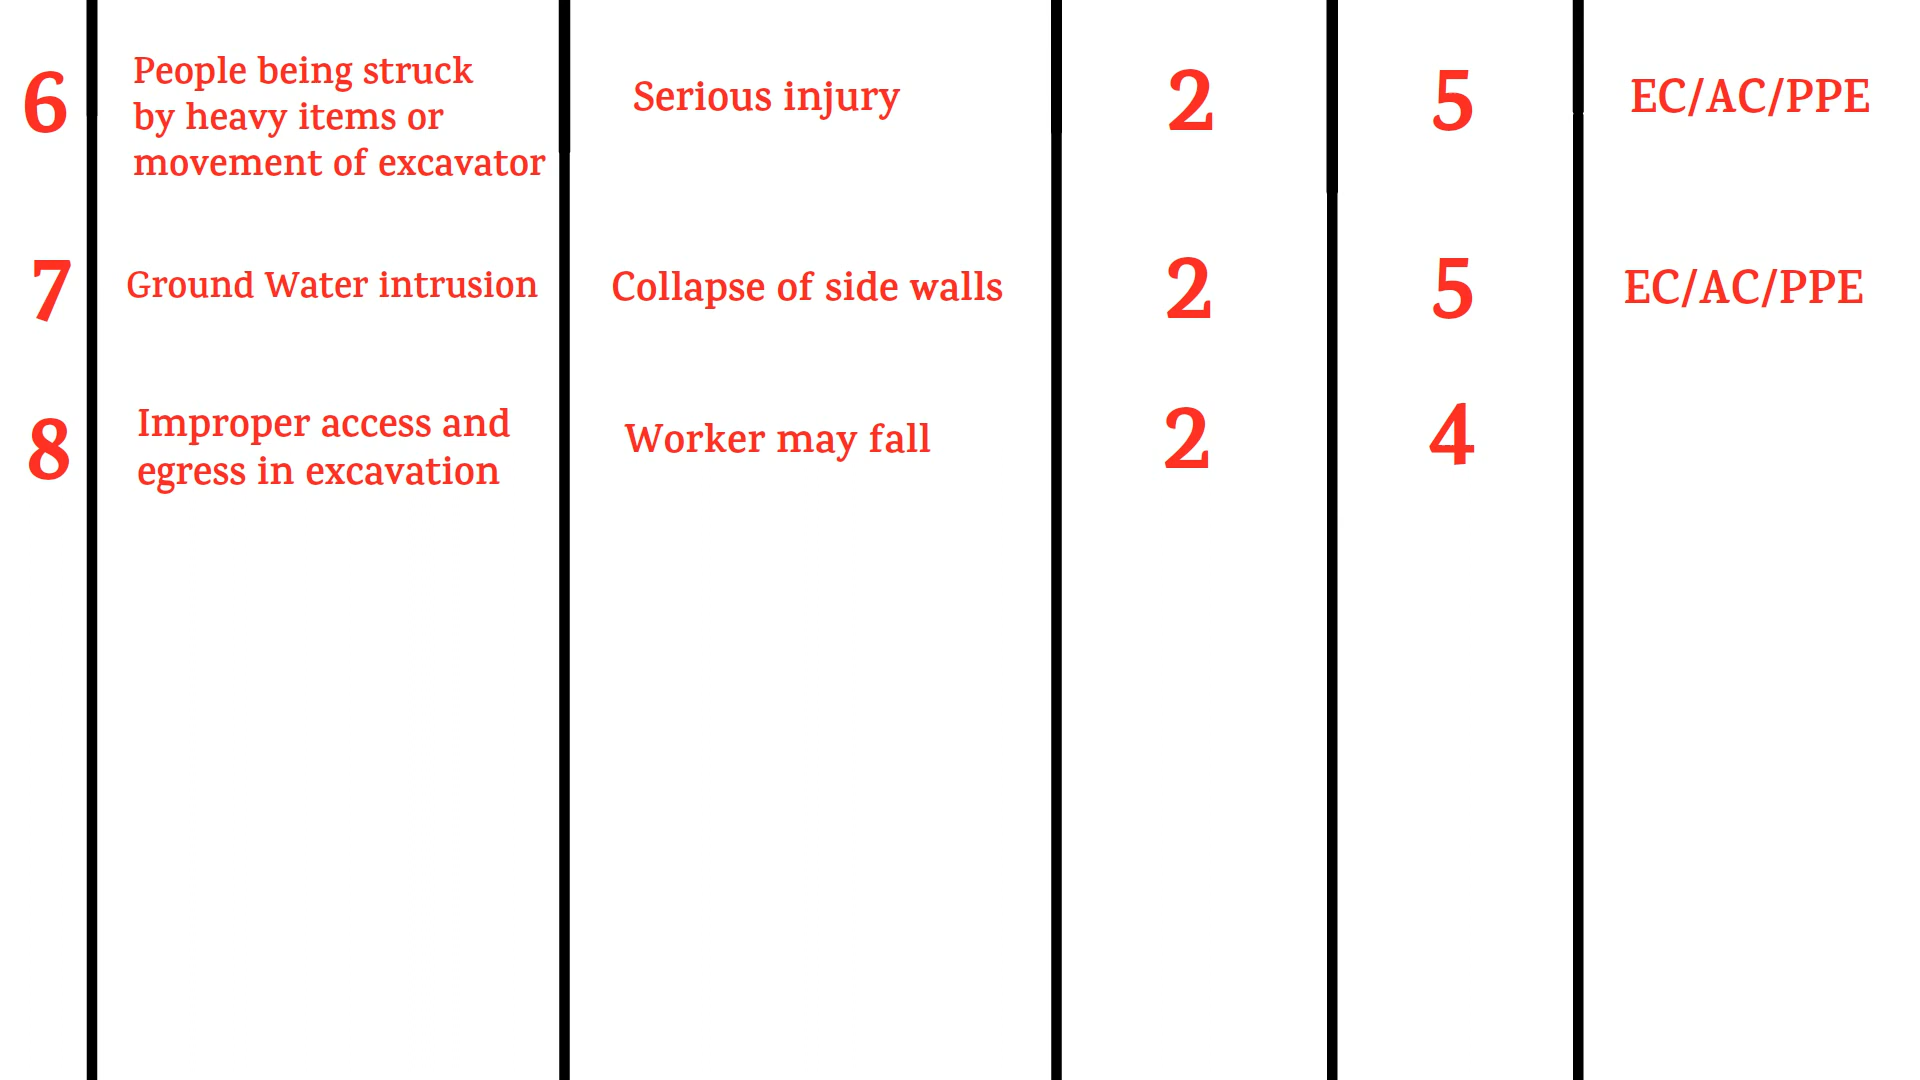 6
People being struck
by heavy items or
movement of excavator
Serious injury
2
5
EC/AC/PPE
7
Ground Water intrusion
Collapse of side walls
2
5
EC/AC/PPE
8
Improper access and
egress in excavation
Worker may fall
2
4